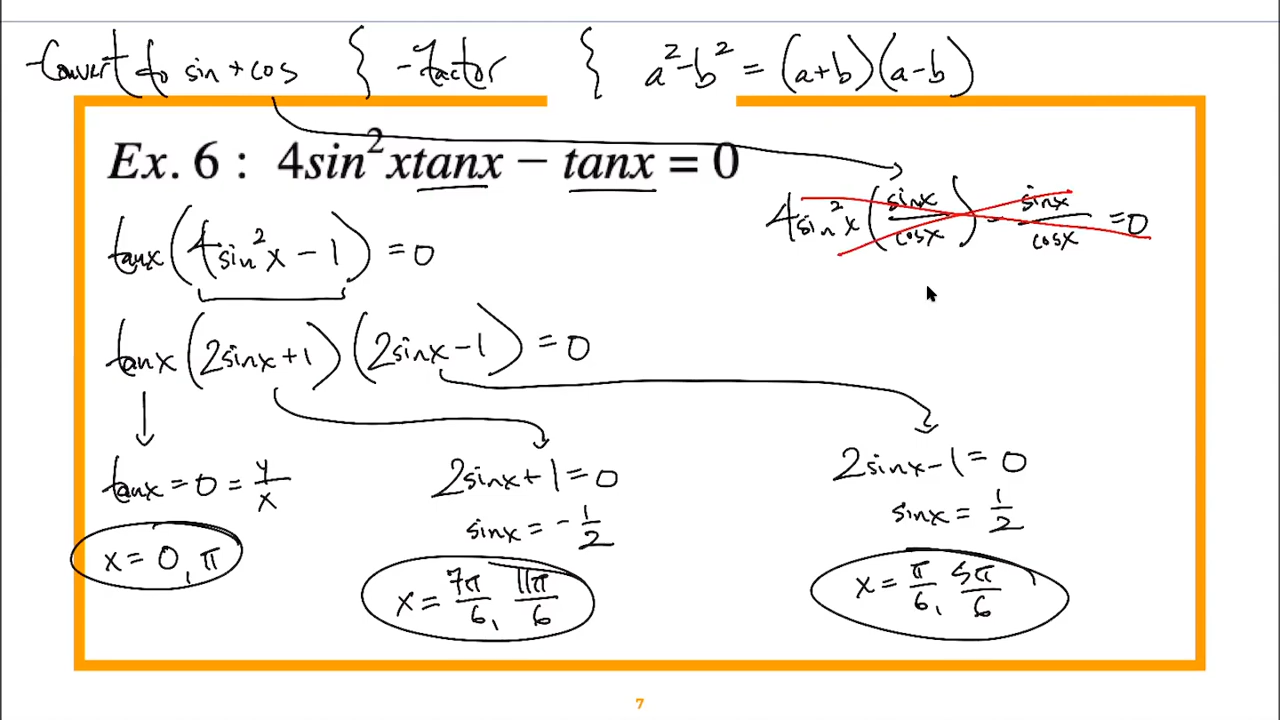 -Convert to sin + cos { -factor { a²-b² = (a+b)(a-b)
Ex. 6 : 4sin²xtanx − tanx = 0
4sin²x(sinx/cosx) - sinx/cosx = 0
tanx(4sin²x - 1) = 0
tanx(2sinx+1)(2sinx-1) = 0
tanx = 0 = y/x
2sinx+1=0
2sinx-1=0
sinx = -1/2
sinx = 1/2
x = 0, π
x = 7π/6, 11π/6
x = π/6, 5π/6
7